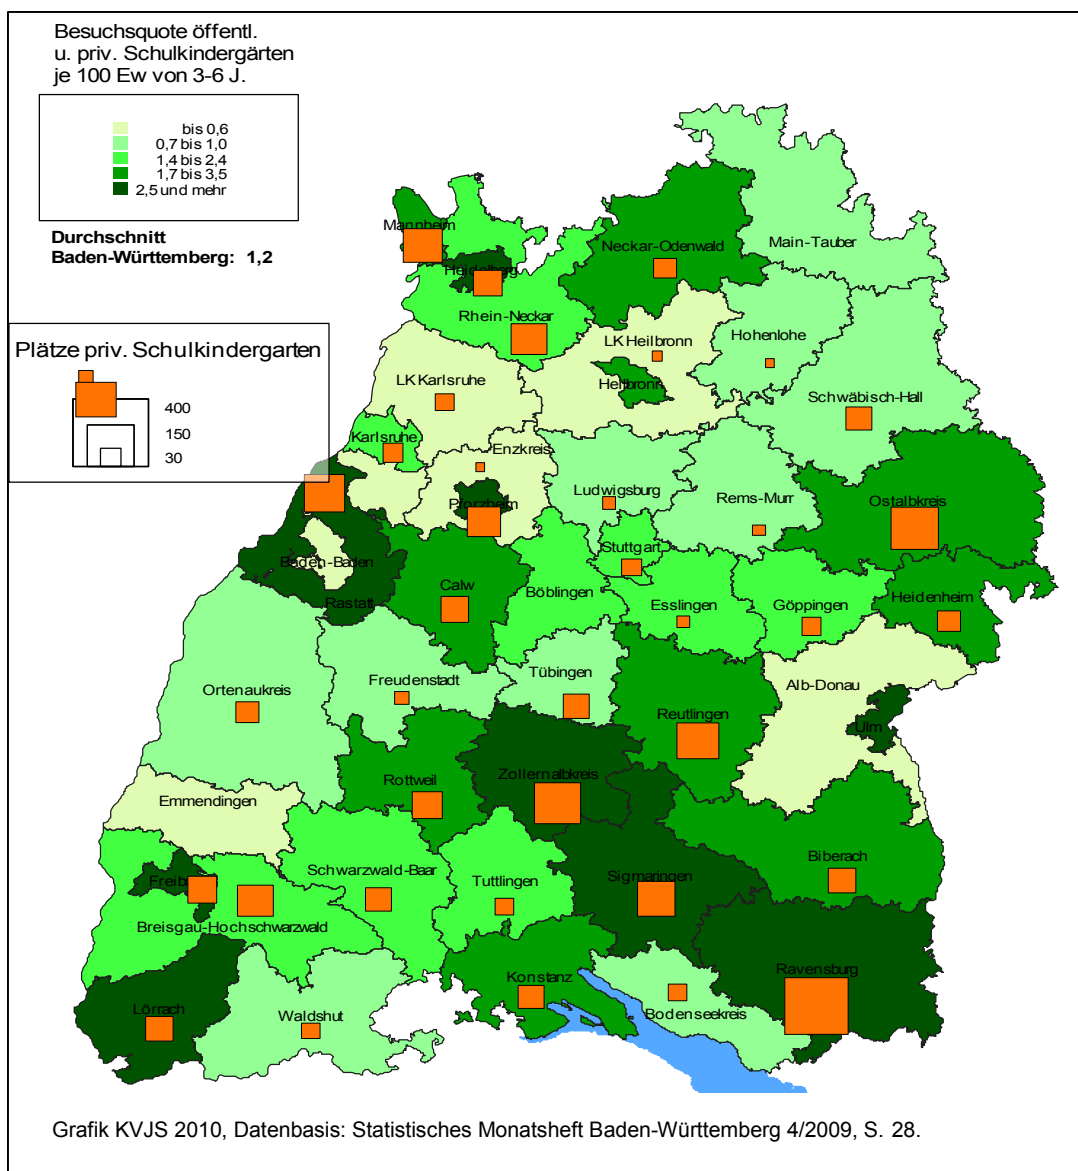 Besuchsquote öffentl.
u. priv. Schulkindergärten
je 100 Ew von 3-6 J.
bis 0,6
0,7 bis 1,0
1,4 bis 2,4
1,7 bis 3,5
2,5 und mehr
Durchschnitt
Baden-Württemberg: 1,2
Plätze priv. Schulkindergarten
400
150
30
Mannheim
Heidelberg
Neckar-Odenwald
Main-Tauber
Rhein-Neckar
LK Heilbronn
Hohenlohe
LK Karlsruhe
Heilbronn
Schwäbisch-Hall
Karlsruhe
Enzkreis
Pforzheim
Ludwigsburg
Rems-Murr
Ostalbkreis
Stuttgart
Baden-Baden
Rastatt
Calw
Böblingen
Esslingen
Göppingen
Heidenheim
Ortenaukreis
Freudenstadt
Tübingen
Reutlingen
Alb-Donau
Ulm
Rottweil
Zollernalbkreis
Emmendingen
Schwarzwald-Baar
Tuttlingen
Sigmaringen
Biberach
Breisgau-Hochschwarzwald
Konstanz
Ravensburg
Lörrach
Waldshut
Bodenseekreis
Grafik KVJS 2010, Datenbasis: Statistisches Monatsheft Baden-Württemberg 4/2009, S. 28.